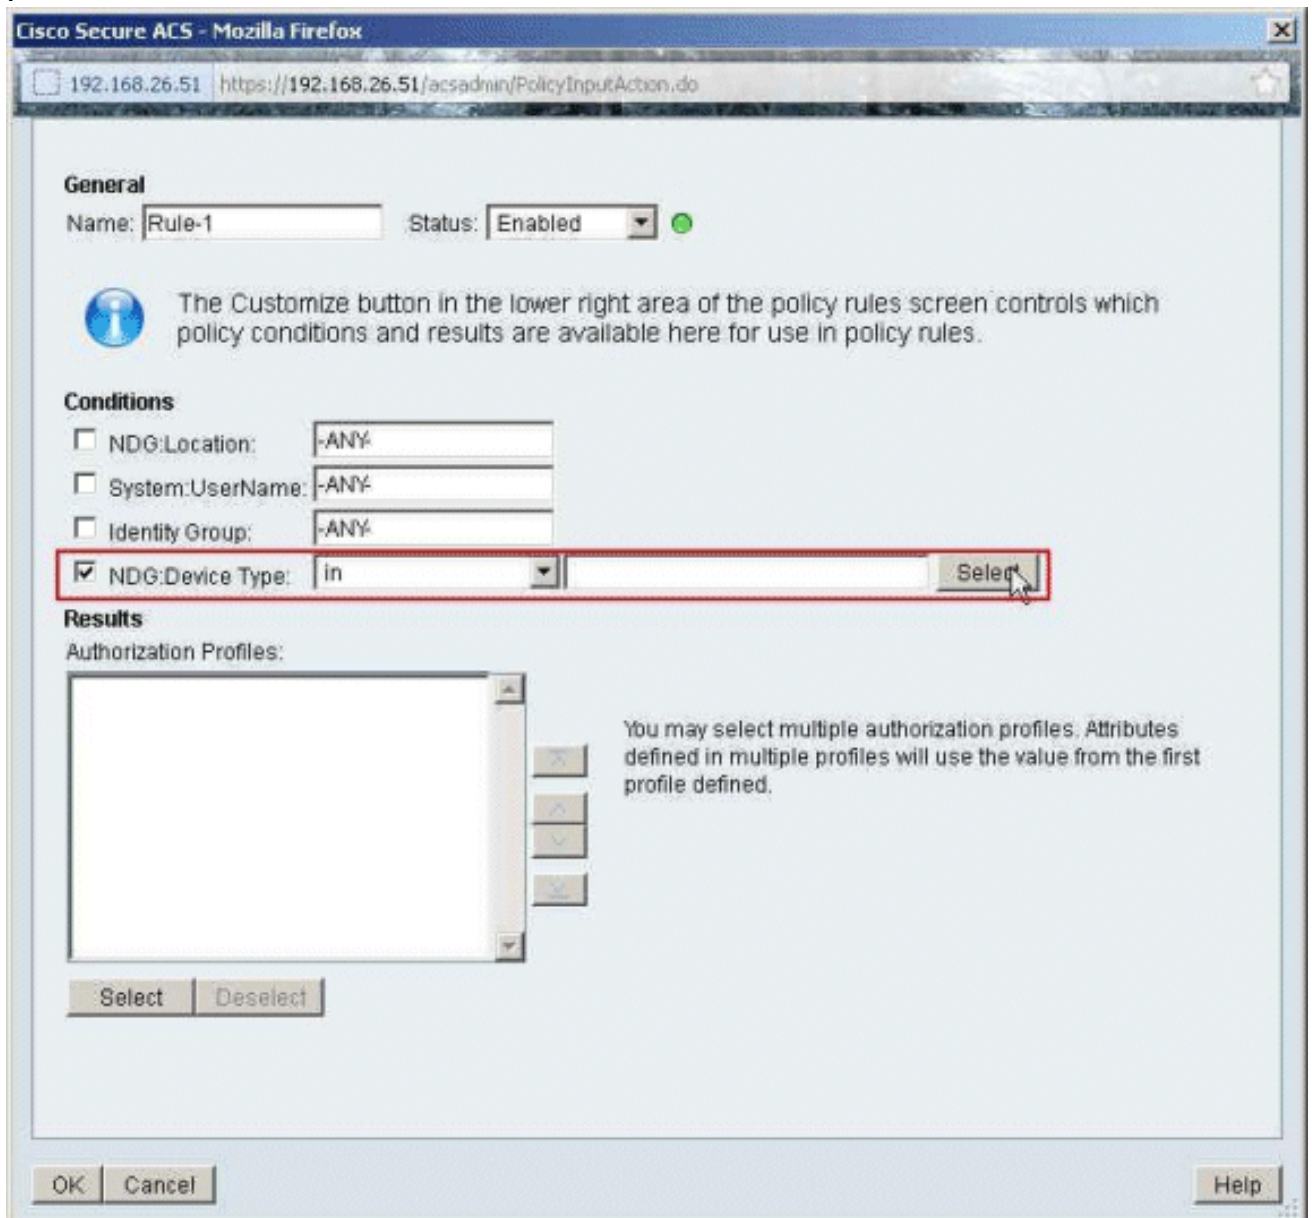 Cisco Secure ACS - Mozilla Firefox
192.168.26.51 https://192.168.26.51/acsadmin/PolicyInputAction.do
General
Name: Rule-1 Status: Enabled
The Customize button in the lower right area of the policy rules screen controls which
policy conditions and results are available here for use in policy rules.
Conditions
NDG:Location: -ANY-
System:UserName: -ANY-
Identity Group: -ANY-
NDG:Device Type: in Select
Results
Authorization Profiles:
You may select multiple authorization profiles. Attributes
defined in multiple profiles will use the value from the first
profile defined.
Select Deselect
OK Cancel Help